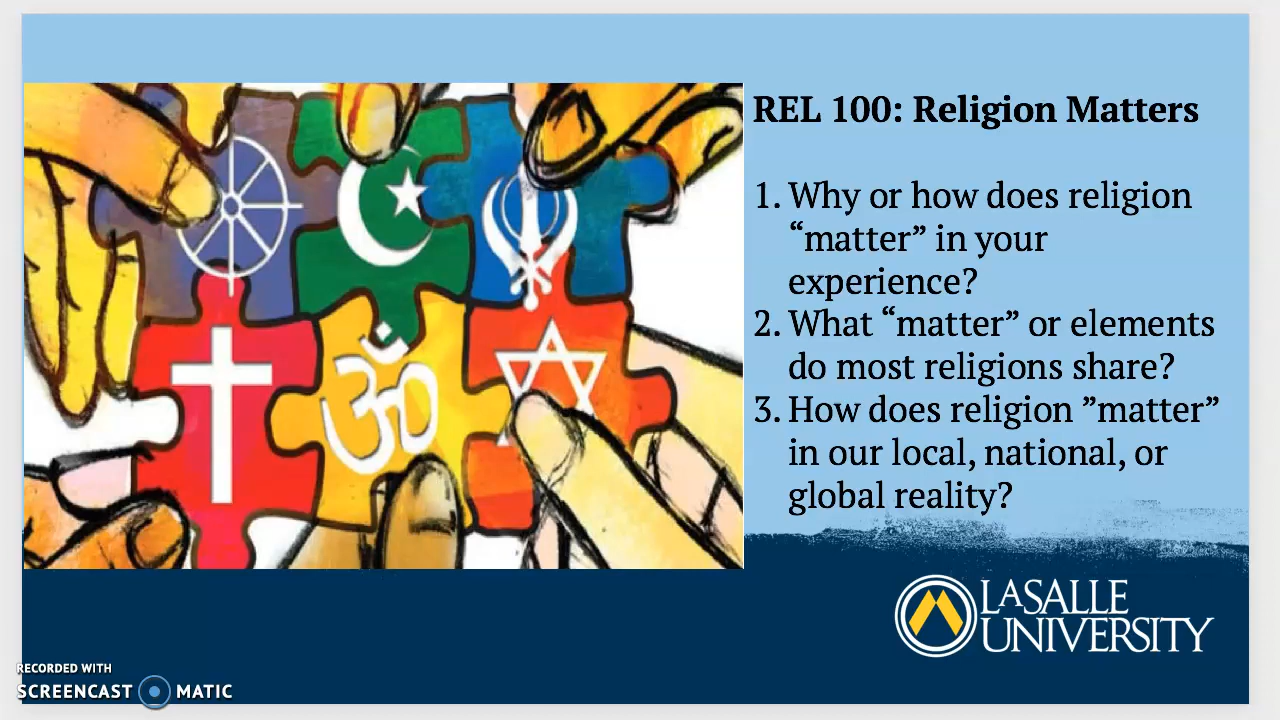 REL 100: Religion Matters
1. Why or how does religion
“matter” in your
experience?
2. What “matter” or elements
do most religions share?
3. How does religion ”matter”
in our local, national, or
global reality?
LASALLE
UNIVERSITY
RECORDED WITH
SCREENCAST MATIC